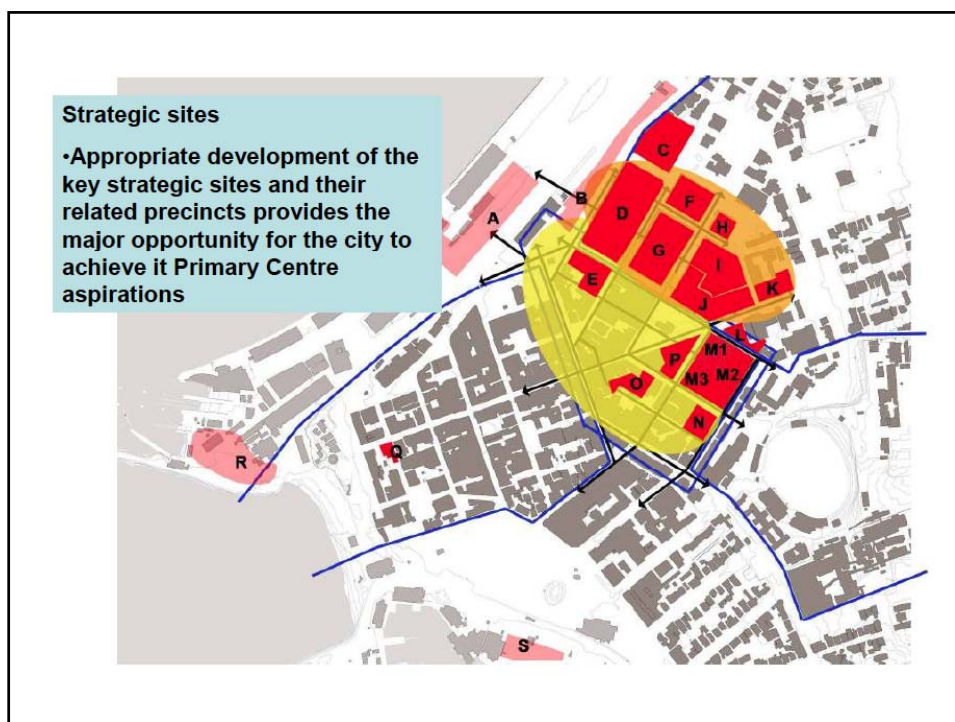 Strategic sites
•Appropriate development of the
key strategic sites and their
related precincts provides the
major opportunity for the city to
achieve it Primary Centre
aspirations
C
B
F
A
D
H
G
I
E
K
J
L
M1
P
M2
M3
O
N
Q
R
S